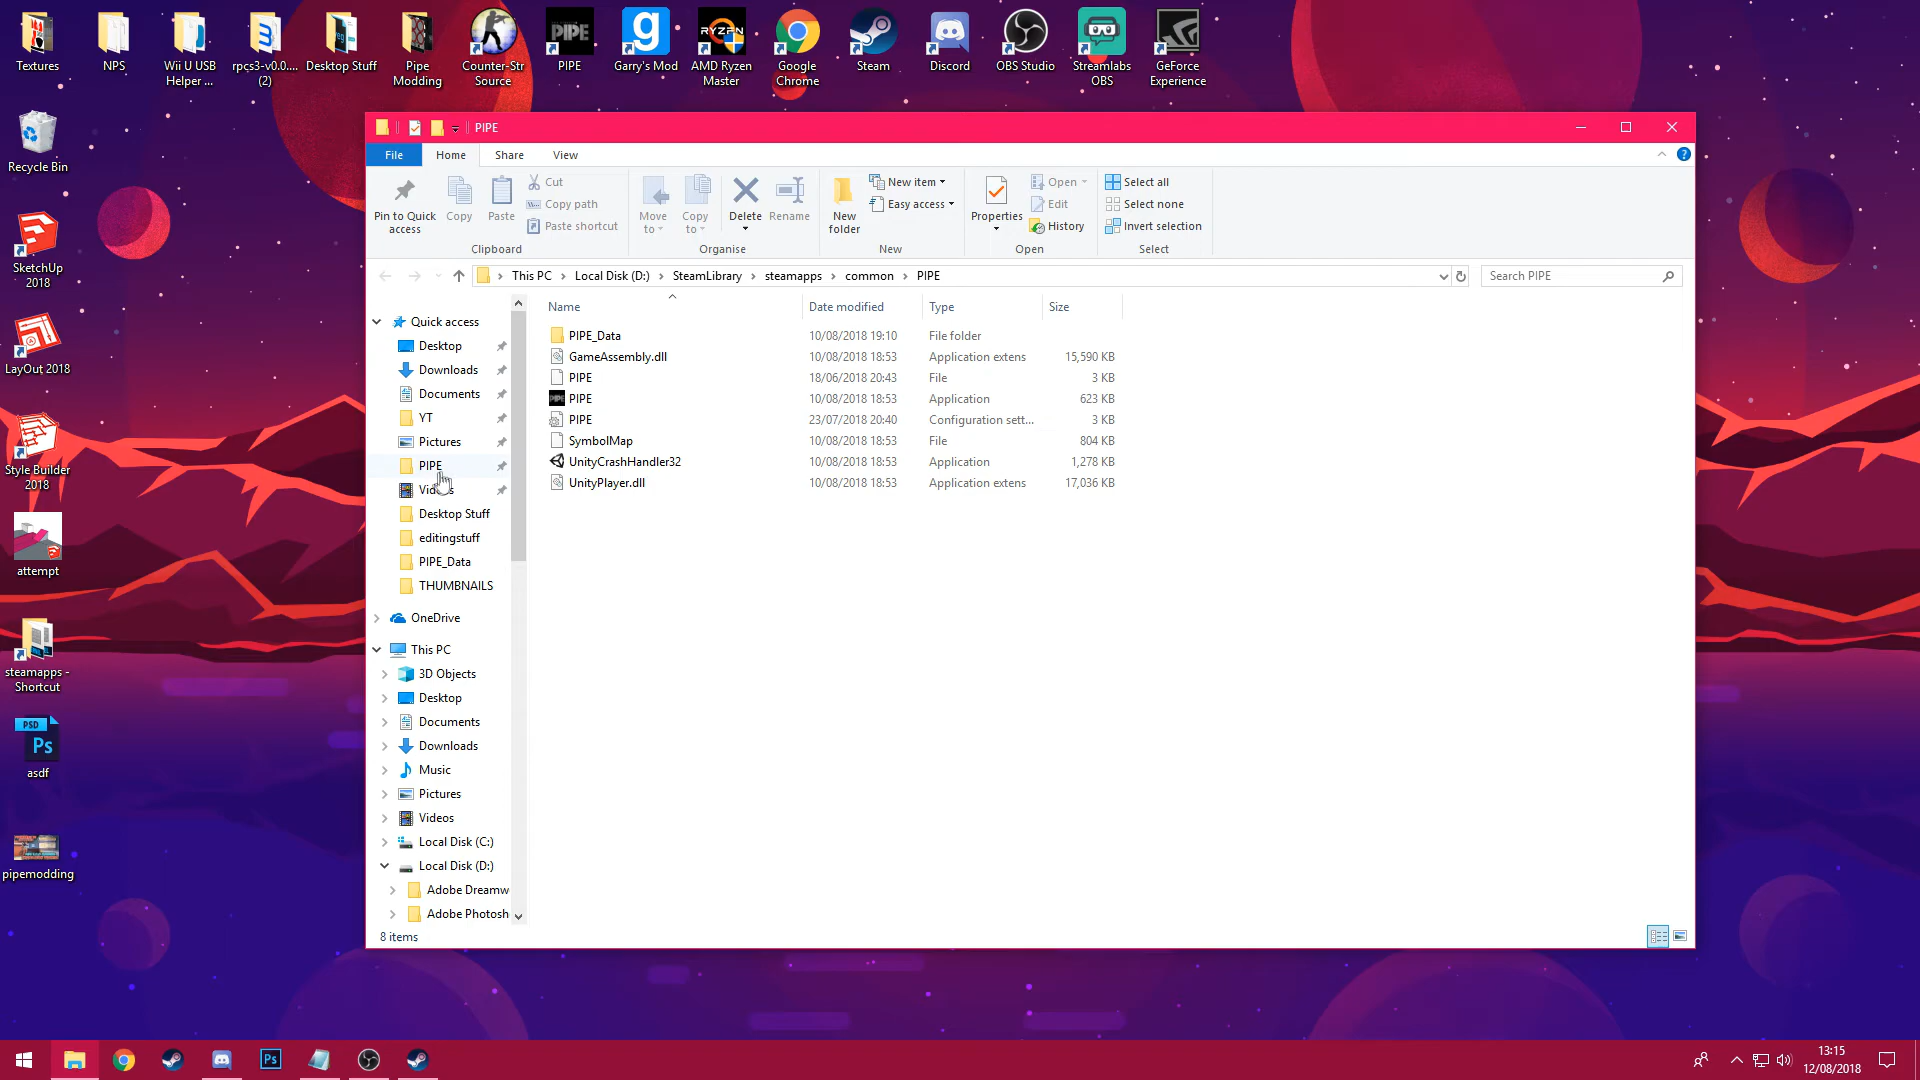 Textures
NPS
Wii U USB
Helper ...
rpcs3-v0.0....
(2)
Desktop Stuff
Pipe
Modding
Counter-Str
Source
PIPE
PIPE
Garry's Mod
RYZEN
AMD Ryzen
Master
Google
Chrome
Steam
Discord
OBS Studio
Streamlabs
OBS
GeForce
Experience
Recycle Bin
SketchUp
2018
LayOut 2018
Style Builder
2018
attempt
steamapps -
Shortcut
PSD
Ps
asdf
pipemodding
PIPE
File
Home
Share
View
Pin to Quick
access
Copy
Paste
Cut
Copy path
Paste shortcut
Clipboard
Move
to
Copy
to
Delete
Rename
Organise
New
folder
New item
Easy access
New
Properties
Open
Edit
History
Open
Select all
Select none
Invert selection
Select
This PC > Local Disk (D:) > SteamLibrary > steamapps > common > PIPE
Search PIPE
Name
Date modified
Type
Size
PIPE_Data 10/08/2018 19:10 File folder
GameAssembly.dll 10/08/2018 18:53 Application extens 15,590 KB
PIPE 18/06/2018 20:43 File 3 KB
PIPE 10/08/2018 18:53 Application 623 KB
PIPE 23/07/2018 20:40 Configuration sett... 3 KB
SymbolMap 10/08/2018 18:53 File 804 KB
UnityCrashHandler32 10/08/2018 18:53 Application 1,278 KB
UnityPlayer.dll 10/08/2018 18:53 Application extens 17,036 KB
Quick access
Desktop
Downloads
Documents
YT
Pictures
PIPE
Videos
Desktop Stuff
editingstuff
PIPE_Data
THUMBNAILS
OneDrive
This PC
3D Objects
Desktop
Documents
Downloads
Music
Pictures
Videos
Local Disk (C:)
Local Disk (D:)
Adobe Dreamw
Adobe Photosh
8 items
Ps
13:15
12/08/2018